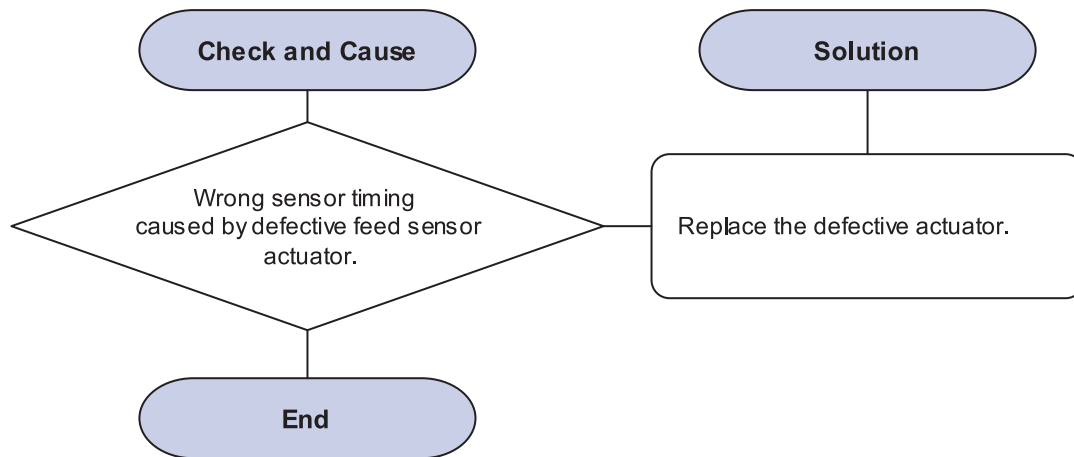 Check and Cause
Solution
Wrong sensor timing
caused by defective feed sensor
actuator.
Replace the defective actuator.
End